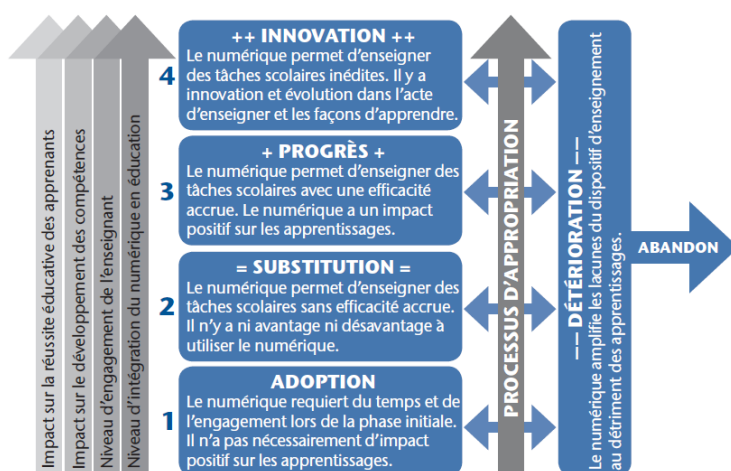 Impact sur la réussite éducative des apprenants
Impact sur le développement des compétences
Niveau d'engagement de l'enseignant
Niveau d'intégration du numérique en éducation
4
++ INNOVATION ++
Le numérique permet d'enseigner
des tâches scolaires inédites. Il y a
innovation et évolution dans l'acte
d'enseigner et les façons d'apprendre.
3
+ PROGRÈS +
Le numérique permet d'enseigner des
tâches scolaires avec une efficacité
accrue. Le numérique a un impact
positif sur les apprentissages.
2
= SUBSTITUTION =
Le numérique permet d'enseigner des
tâches scolaires sans efficacité accrue.
Il n'y a ni avantage ni désavantage à
utiliser le numérique.
1
ADOPTION
Le numérique requiert du temps et de
l'engagement lors de la phase initiale.
Il n'a pas nécessairement d'impact
positif sur les apprentissages.
PROCESSUS D'APPROPRIATION
–– DÉTÉRIORATION ––
Le numérique amplifie les lacunes du dispositif d'enseignement
au détriment des apprentissages.
ABANDON